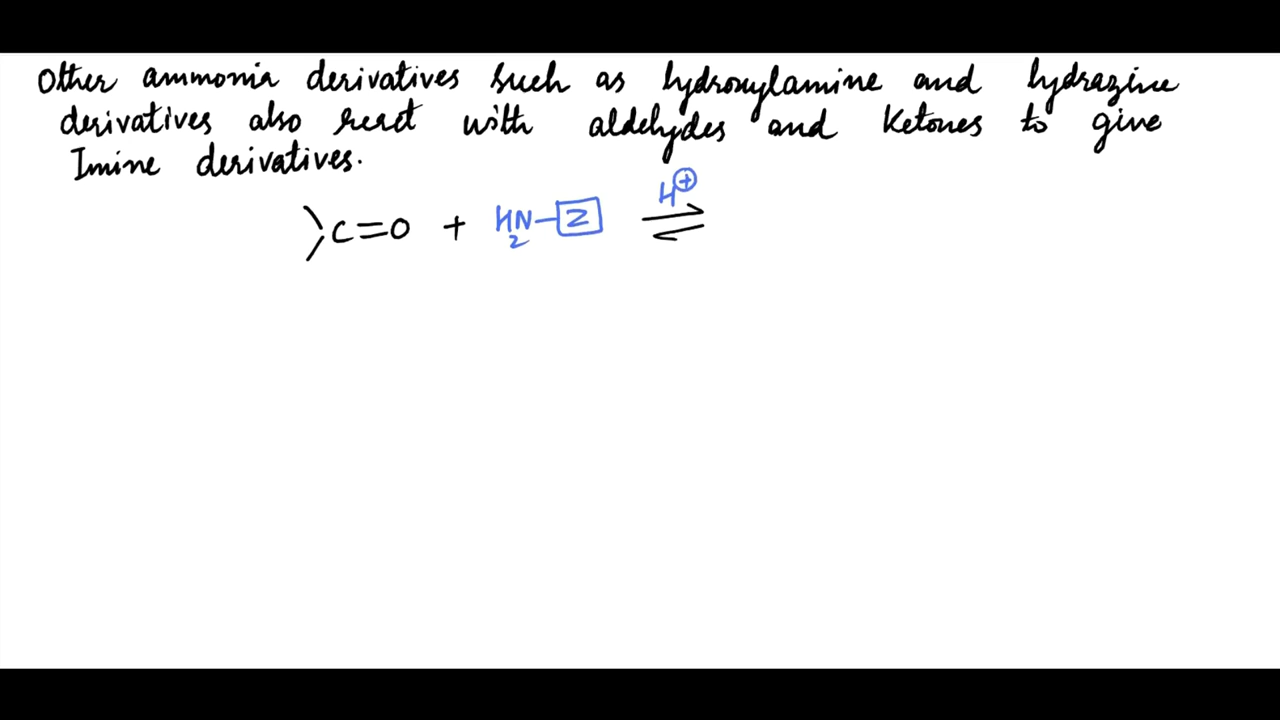 Other ammonia derivatives such as hydroxylamine and hydrazine
derivatives also react with aldehydes and Ketones to give
Imine derivatives.
H⊕
>C=O + H₂N-Z ⇌